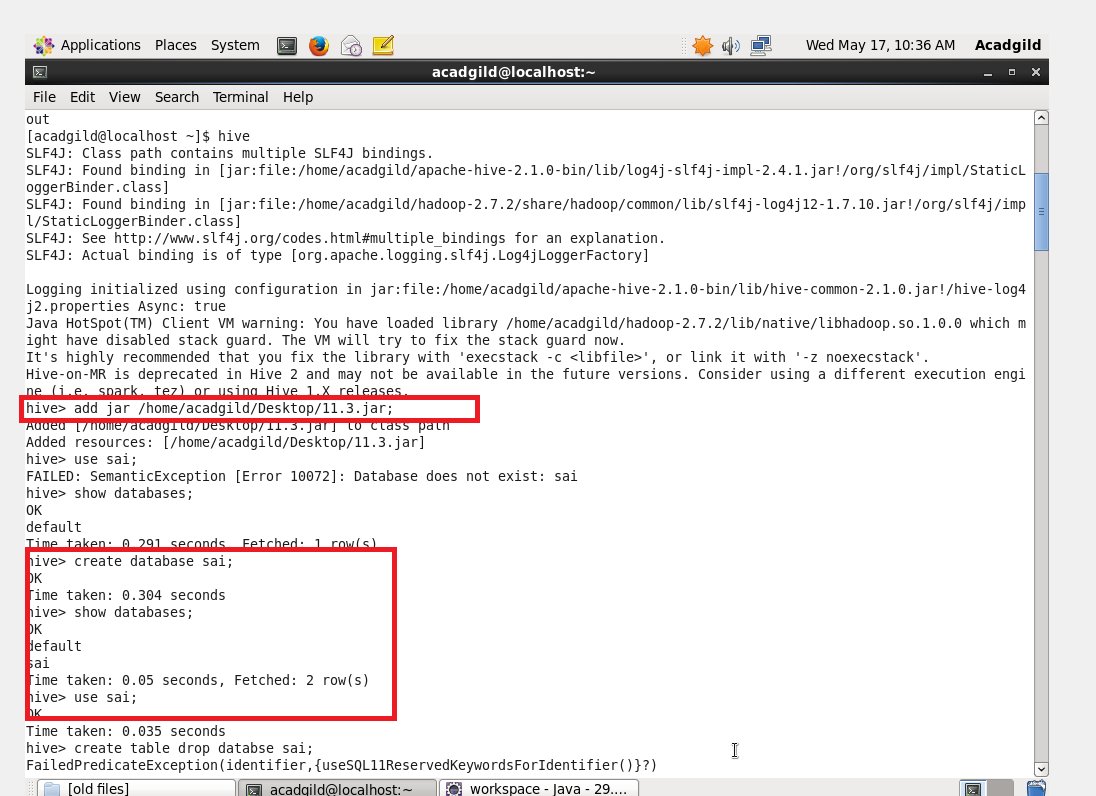 Applications Places System Wed May 17, 10:36 AM Acadgild
acadgild@localhost:~
File Edit View Search Terminal Help
out
[acadgild@localhost ~]$ hive
SLF4J: Class path contains multiple SLF4J bindings.
SLF4J: Found binding in [jar:file:/home/acadgild/apache-hive-2.1.0-bin/lib/log4j-slf4j-impl-2.4.1.jar!/org/slf4j/impl/StaticL
oggerBinder.class]
SLF4J: Found binding in [jar:file:/home/acadgild/hadoop-2.7.2/share/hadoop/common/lib/slf4j-log4j12-1.7.10.jar!/org/slf4j/imp
l/StaticLoggerBinder.class]
SLF4J: See http://www.slf4j.org/codes.html#multiple_bindings for an explanation.
SLF4J: Actual binding is of type [org.apache.logging.slf4j.Log4jLoggerFactory]
Logging initialized using configuration in jar:file:/home/acadgild/apache-hive-2.1.0-bin/lib/hive-common-2.1.0.jar!/hive-log4
j2.properties Async: true
Java HotSpot(TM) Client VM warning: You have loaded library /home/acadgild/hadoop-2.7.2/lib/native/libhadoop.so.1.0.0 which m
ight have disabled stack guard. The VM will try to fix the stack guard now.
It's highly recommended that you fix the library with 'execstack -c <libfile>', or link it with '-z noexecstack'.
Hive-on-MR is deprecated in Hive 2 and may not be available in the future versions. Consider using a different execution engi
ne (i.e. spark, tez) or using Hive 1.X releases.
hive> add jar /home/acadgild/Desktop/11.3.jar;
Added [/home/acadgild/Desktop/11.3.jar] to class path
Added resources: [/home/acadgild/Desktop/11.3.jar]
hive> use sai;
FAILED: SemanticException [Error 10072]: Database does not exist: sai
hive> show databases;
OK
default
Time taken: 0.291 seconds, Fetched: 1 row(s)
hive> create database sai;
OK
Time taken: 0.304 seconds
hive> show databases;
OK
default
sai
Time taken: 0.05 seconds, Fetched: 2 row(s)
hive> use sai;
OK
Time taken: 0.035 seconds
hive> create table drop databse sai;
FailedPredicateException(identifier,{useSQL11ReservedKeywordsForIdentifier()}?)
[old files] acadgild@localhost:~ workspace - Java - 29....